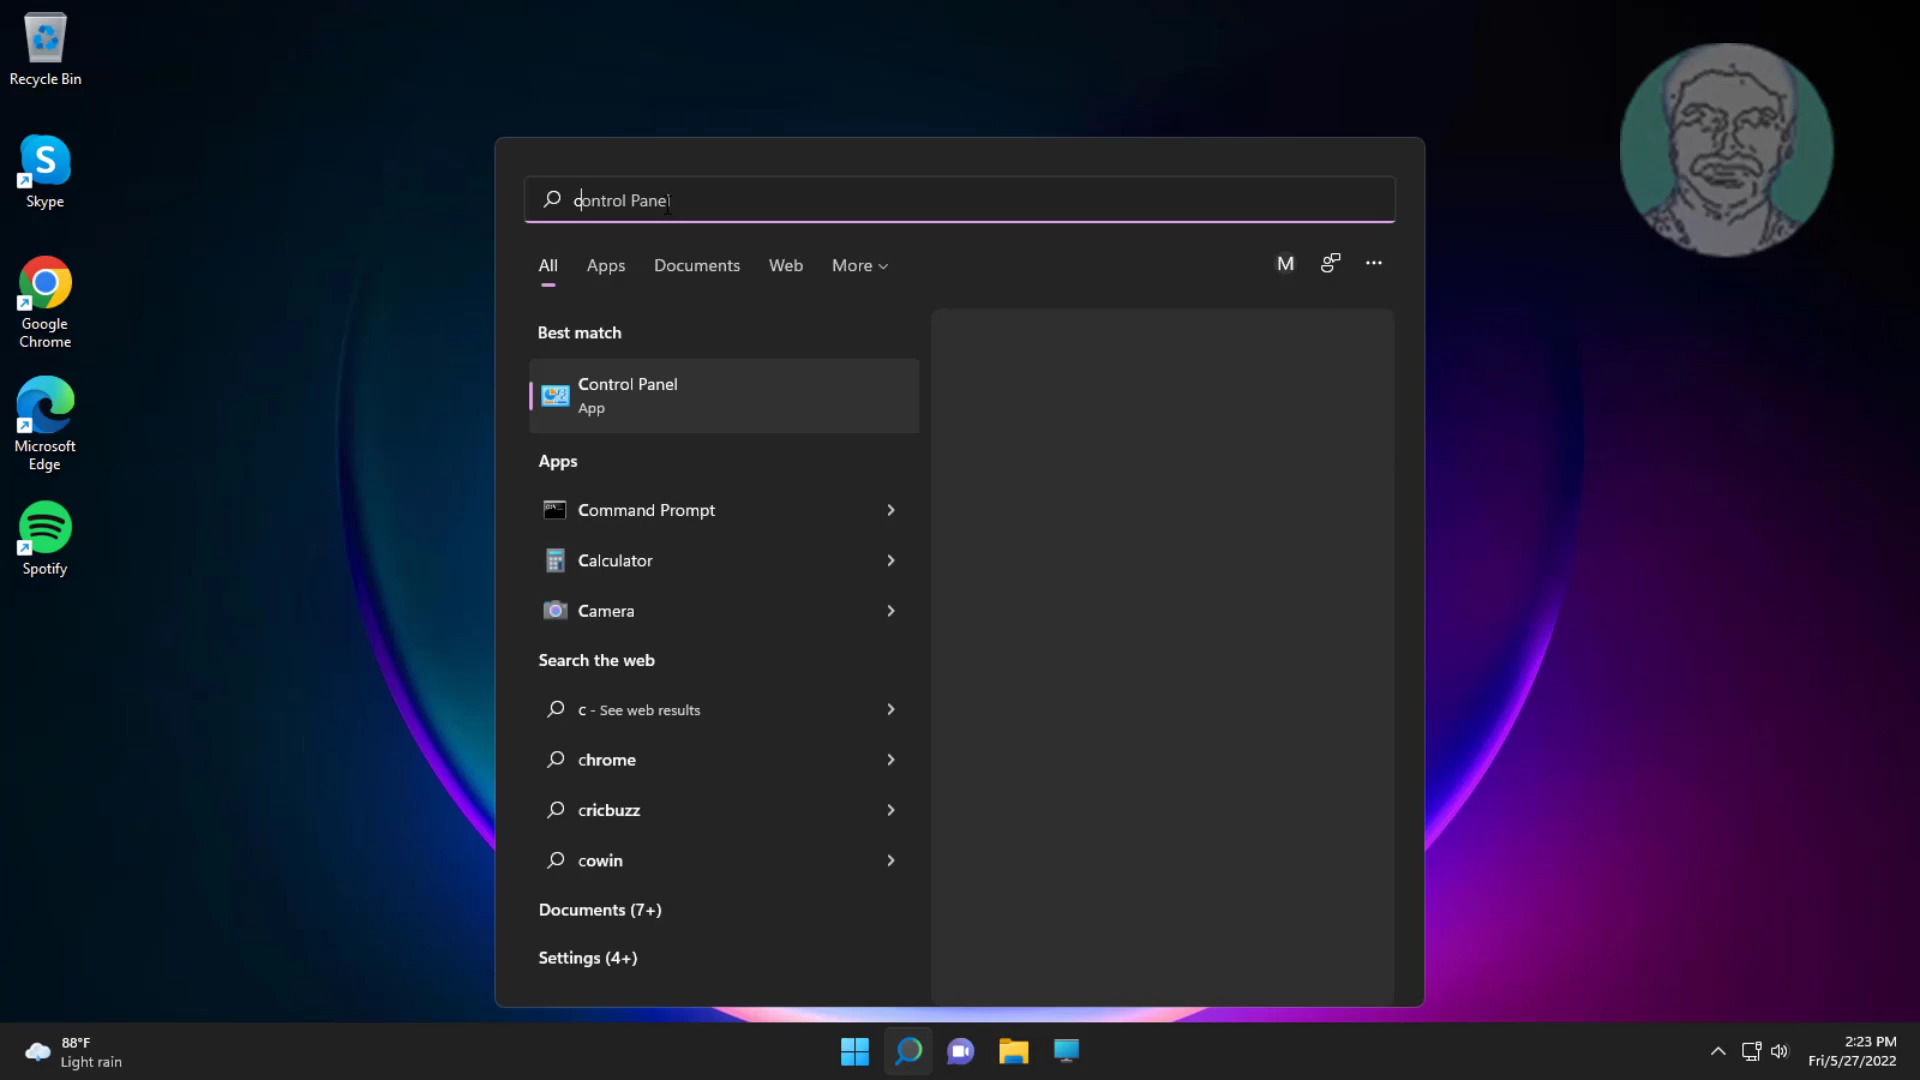 Recycle Bin
Skype
Google
Chrome
Microsoft
Edge
Spotify
control Panel
All Apps Documents Web More
M
Best match
Control Panel
App
Apps
Command Prompt
Calculator
Camera
Search the web
c - See web results
chrome
cricbuzz
cowin
Documents (7+)
Settings (4+)
88°F
Light rain
2:23 PM
Fri/5/27/2022